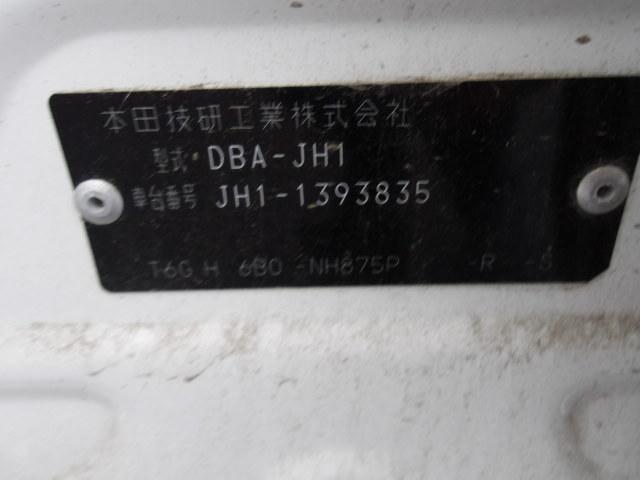 本田技研工業株式会社
型式 DBA-JH1
車台番号 JH1-1393835
T6G H 6B0 -NH875P -R -S